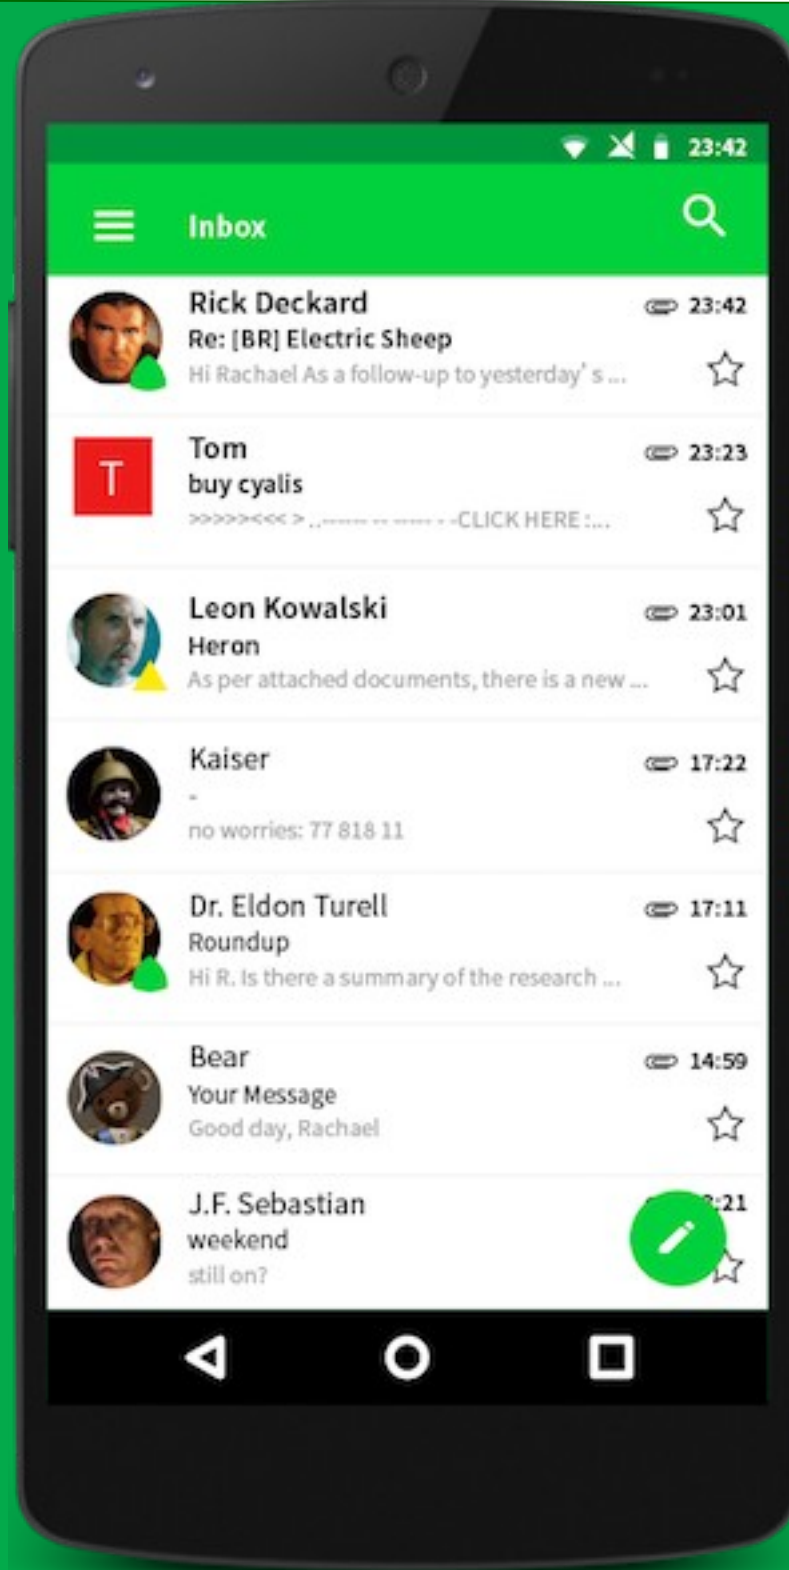 23:42
Inbox
Rick Deckard
23:42
Re: [BR] Electric Sheep
Hi Rachael As a follow-up to yesterday's ...
Tom
23:23
T
buy cyalis
>>>>><<< > ..------- -- ----- - -CLICK HERE :...
Leon Kowalski
23:01
Heron
As per attached documents, there is a new ...
Kaiser
17:22
-
no worries: 77 818 11
Dr. Eldon Turell
17:11
Roundup
Hi R. Is there a summary of the research ...
Bear
14:59
Your Message
Good day, Rachael
J.F. Sebastian
:21
weekend
still on?